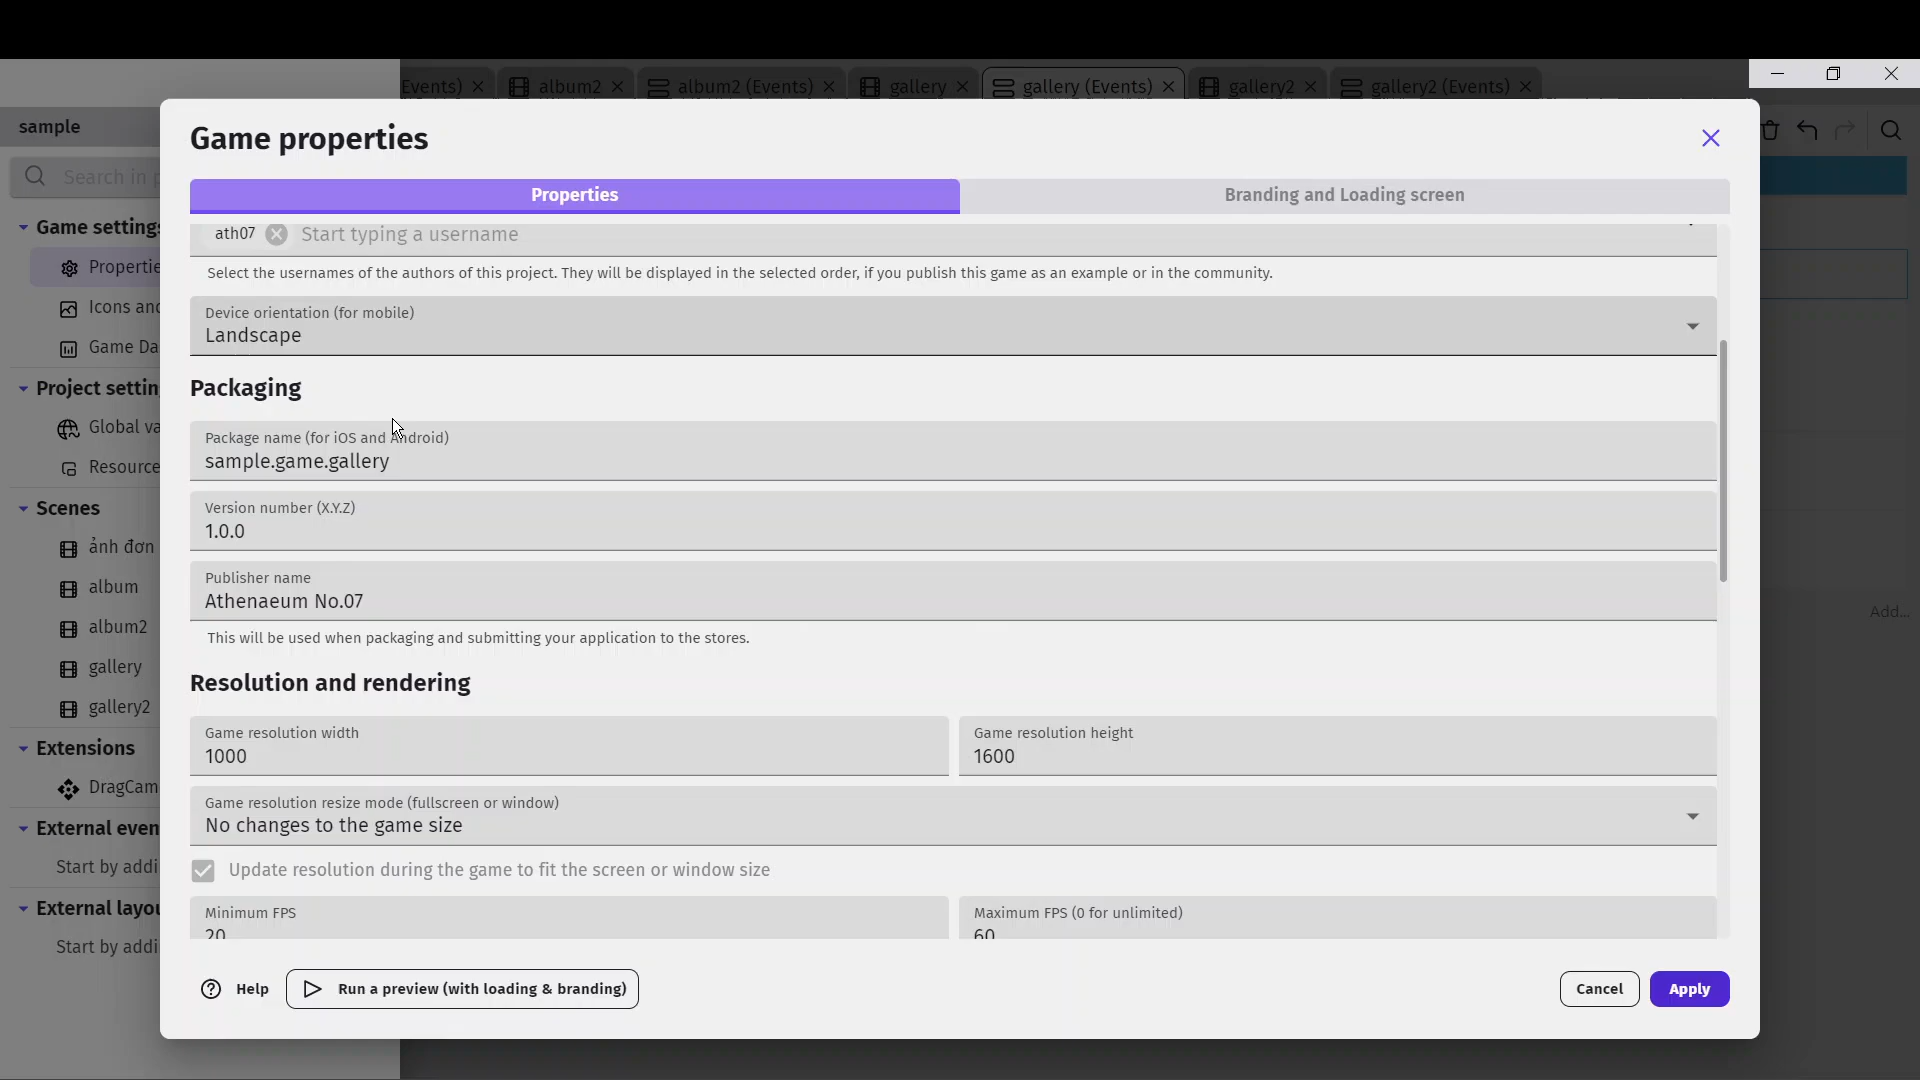 Events)
album2
album2 (Events)
gallery
gallery (Events)
gallery2
gallery2 (Events)
sample
Search in p
Game settings
Propertie
Icons and
Game Da
Project settin
Global va
Resource
Scenes
ảnh đơn
album
album2
gallery
gallery2
Extensions
DragCam
External even
Start by addi
External layou
Start by addi
Game properties
Properties
Branding and Loading screen
ath07
Start typing a username
Select the usernames of the authors of this project. They will be displayed in the selected order, if you publish this game as an example or in the community.
Device orientation (for mobile)
Landscape
Packaging
Package name (for iOS and Android)
sample.game.gallery
Version number (X.Y.Z)
1.0.0
Publisher name
Athenaeum No.07
This will be used when packaging and submitting your application to the stores.
Resolution and rendering
Game resolution width
1000
Game resolution height
1600
Game resolution resize mode (fullscreen or window)
No changes to the game size
Update resolution during the game to fit the screen or window size
Minimum FPS
20
Maximum FPS (0 for unlimited)
60
Help
Run a preview (with loading & branding)
Cancel
Apply
Add...